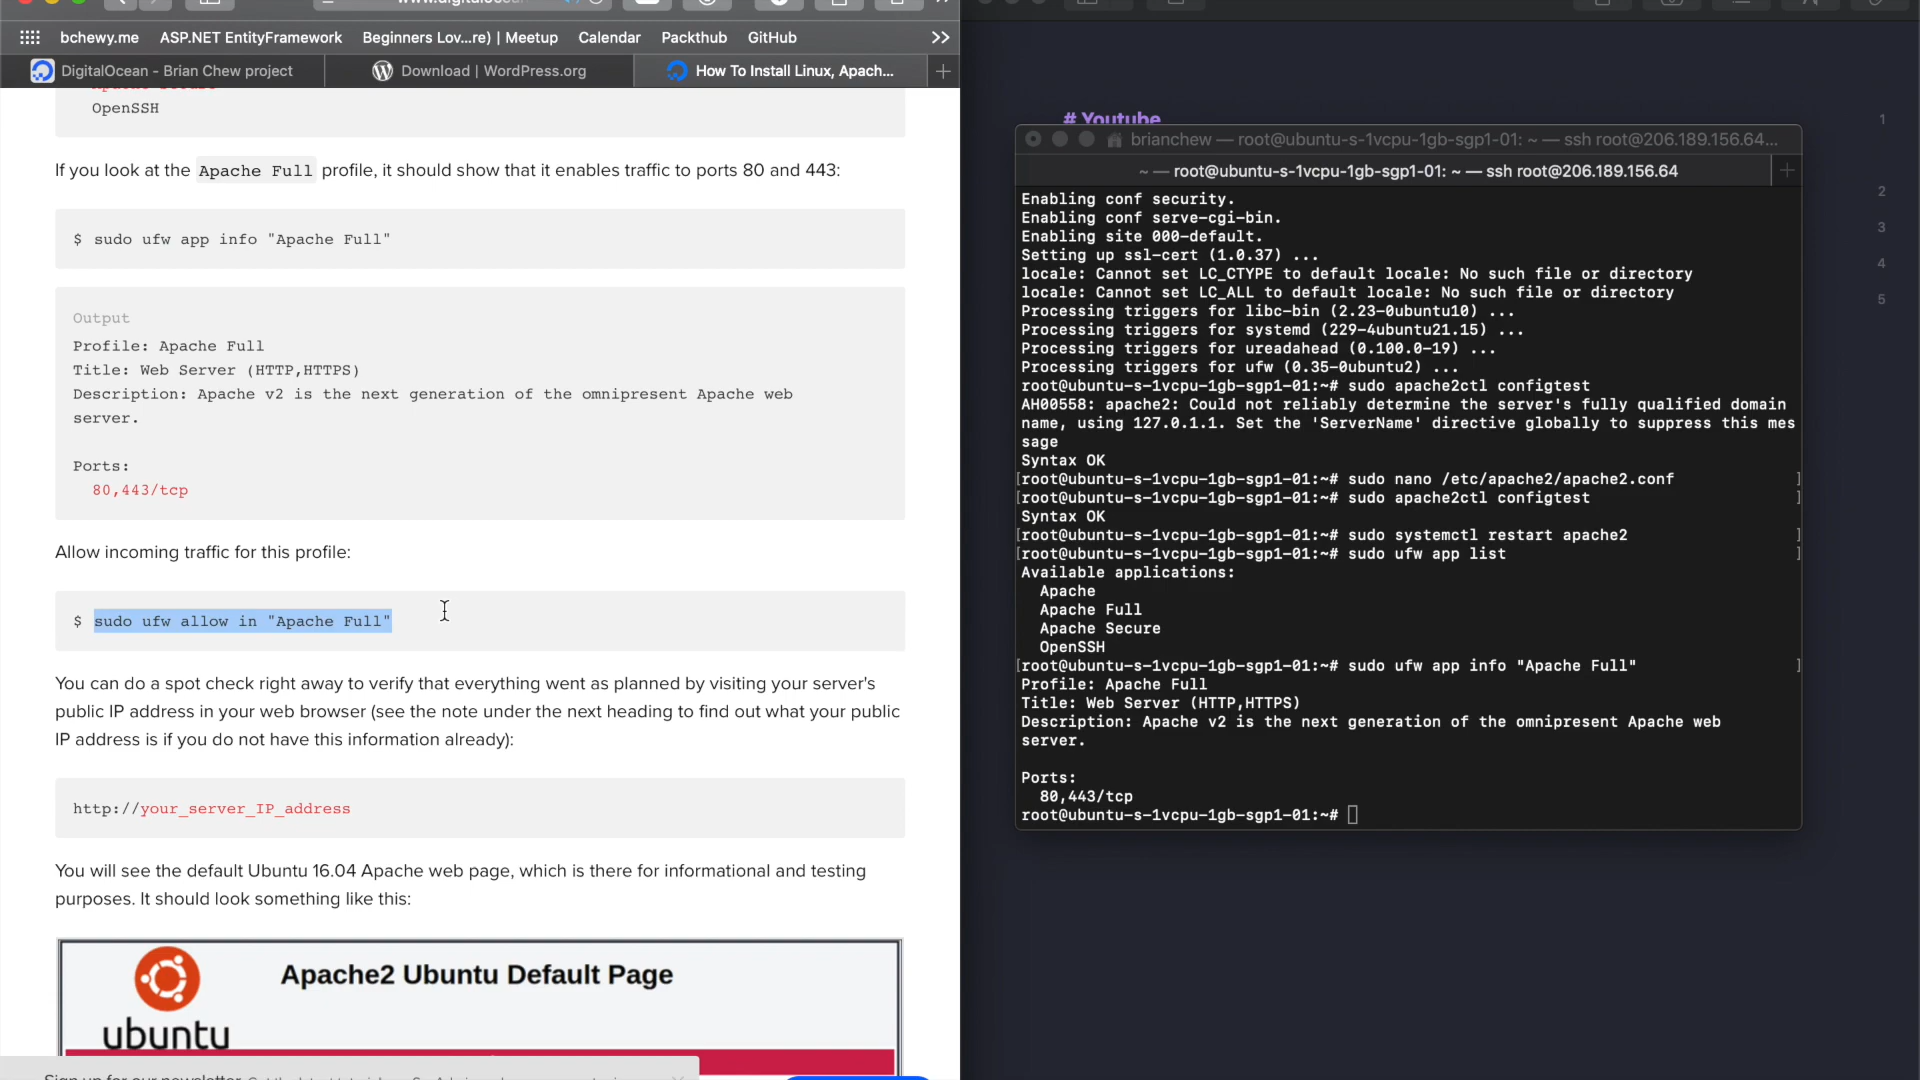 bchewy.me ASP.NET EntityFramework Beginners Lov...re) | Meetup Calendar Packthub GitHub >>
DigitalOcean - Brian Chew project Download | WordPress.org How To Install Linux, Apach... +
OpenSSH
If you look at the Apache Full profile, it should show that it enables traffic to ports 80 and 443:
$ sudo ufw app info "Apache Full"
Output
Profile: Apache Full
Title: Web Server (HTTP,HTTPS)
Description: Apache v2 is the next generation of the omnipresent Apache web
server.
Ports:
80,443/tcp
Allow incoming traffic for this profile:
$ sudo ufw allow in "Apache Full"
You can do a spot check right away to verify that everything went as planned by visiting your server's
public IP address in your web browser (see the note under the next heading to find out what your public
IP address is if you do not have this information already):
http://your_server_IP_address
You will see the default Ubuntu 16.04 Apache web page, which is there for informational and testing
purposes. It should look something like this:
Apache2 Ubuntu Default Page
ubuntu
# Youtube
1
2
3
4
5
brianchew — root@ubuntu-s-1vcpu-1gb-sgp1-01: ~ — ssh root@206.189.156.64...
~ — root@ubuntu-s-1vcpu-1gb-sgp1-01: ~ — ssh root@206.189.156.64 +
Enabling conf security.
Enabling conf serve-cgi-bin.
Enabling site 000-default.
Setting up ssl-cert (1.0.37) ...
locale: Cannot set LC_CTYPE to default locale: No such file or directory
locale: Cannot set LC_ALL to default locale: No such file or directory
Processing triggers for libc-bin (2.23-0ubuntu10) ...
Processing triggers for systemd (229-4ubuntu21.15) ...
Processing triggers for ureadahead (0.100.0-19) ...
Processing triggers for ufw (0.35-0ubuntu2) ...
root@ubuntu-s-1vcpu-1gb-sgp1-01:~# sudo apache2ctl configtest
AH00558: apache2: Could not reliably determine the server's fully qualified domain
name, using 127.0.1.1. Set the 'ServerName' directive globally to suppress this mes
sage
Syntax OK
[root@ubuntu-s-1vcpu-1gb-sgp1-01:~# sudo nano /etc/apache2/apache2.conf ]
[root@ubuntu-s-1vcpu-1gb-sgp1-01:~# sudo apache2ctl configtest ]
Syntax OK
[root@ubuntu-s-1vcpu-1gb-sgp1-01:~# sudo systemctl restart apache2 ]
[root@ubuntu-s-1vcpu-1gb-sgp1-01:~# sudo ufw app list ]
Available applications:
Apache
Apache Full
Apache Secure
OpenSSH
[root@ubuntu-s-1vcpu-1gb-sgp1-01:~# sudo ufw app info "Apache Full" ]
Profile: Apache Full
Title: Web Server (HTTP,HTTPS)
Description: Apache v2 is the next generation of the omnipresent Apache web
server.
Ports:
80,443/tcp
root@ubuntu-s-1vcpu-1gb-sgp1-01:~#